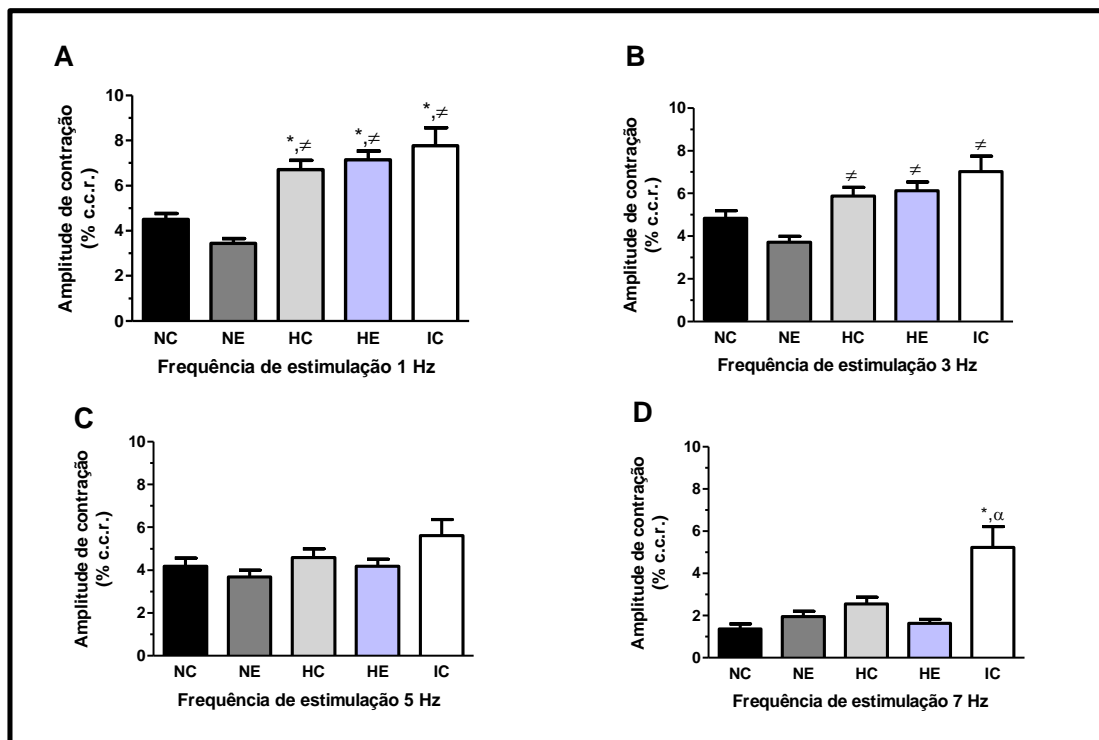 A
Amplitude de contração
(% c.c.r.)
10
8
6
4
2
0
*,≠
*,≠
*,≠
NC NE HC HE IC
Frequência de estimulação 1 Hz
B
Amplitude de contração
(% c.c.r.)
10
8
6
4
2
0
≠
≠
≠
NC NE HC HE IC
Frequência de estimulação 3 Hz
C
Amplitude de contração
(% c.c.r.)
10
8
6
4
2
0
NC NE HC HE IC
Frequência de estimulação 5 Hz
D
Amplitude de contração
(% c.c.r.)
10
8
6
4
2
0
*,α
NC NE HC HE IC
Frequência de estimulação 7 Hz